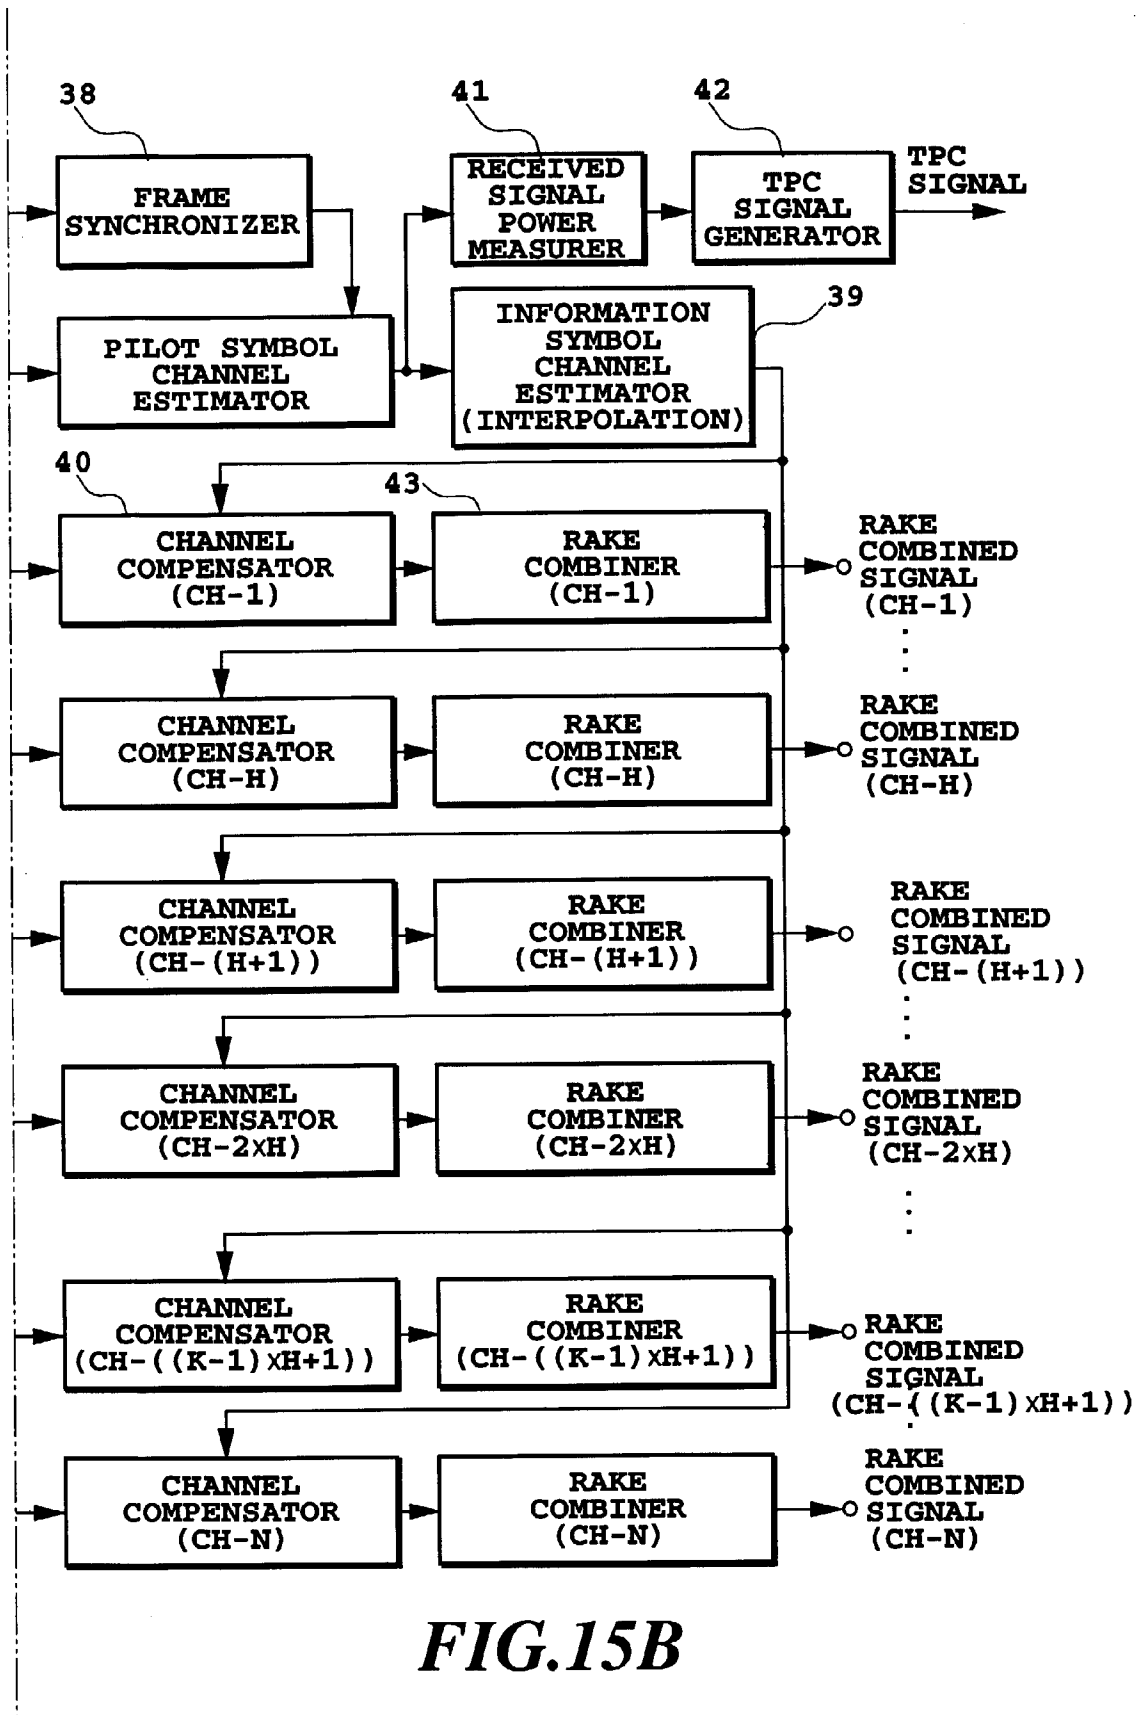 38
41
42
FRAME
SYNCHRONIZER
RECEIVED
SIGNAL
POWER
MEASURER
TPC
SIGNAL
GENERATOR
TPC
SIGNAL
39
PILOT SYMBOL
CHANNEL
ESTIMATOR
INFORMATION
SYMBOL
CHANNEL
ESTIMATOR
(INTERPOLATION)
40
43
CHANNEL
COMPENSATOR
(CH-1)
RAKE
COMBINER
(CH-1)
RAKE
COMBINED
SIGNAL
(CH-1)
CHANNEL
COMPENSATOR
(CH-H)
RAKE
COMBINER
(CH-H)
RAKE
COMBINED
SIGNAL
(CH-H)
CHANNEL
COMPENSATOR
(CH-(H+1))
RAKE
COMBINER
(CH-(H+1))
RAKE
COMBINED
SIGNAL
(CH-(H+1))
CHANNEL
COMPENSATOR
(CH-2xH)
RAKE
COMBINER
(CH-2xH)
RAKE
COMBINED
SIGNAL
(CH-2xH)
CHANNEL
COMPENSATOR
(CH-((K-1)xH+1))
RAKE
COMBINER
(CH-((K-1)xH+1))
RAKE
COMBINED
SIGNAL
(CH-((K-1)xH+1))
CHANNEL
COMPENSATOR
(CH-N)
RAKE
COMBINER
(CH-N)
RAKE
COMBINED
SIGNAL
(CH-N)
FIG.15B